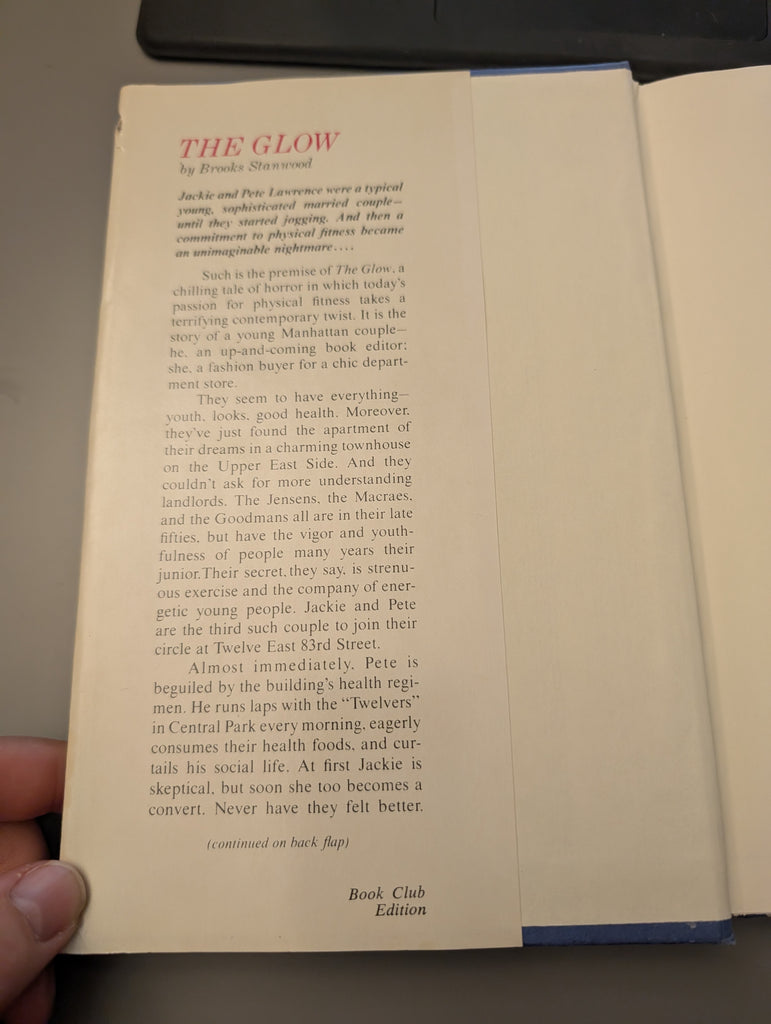 THE GLOW
by Brooks Stanwood
Jackie and Pete Lawrence were a typical
young, sophisticated married couple—
until they started jogging. And then a
commitment to physical fitness became
an unimaginable nightmare....
Such is the premise of The Glow, a
chilling tale of horror in which today's
passion for physical fitness takes a
terrifying contemporary twist. It is the
story of a young Manhattan couple—
he, an up-and-coming book editor;
she, a fashion buyer for a chic depart-
ment store.
They seem to have everything—
youth, looks, good health. Moreover,
they've just found the apartment of
their dreams in a charming townhouse
on the Upper East Side. And they
couldn't ask for more understanding
landlords. The Jensens, the Macraes,
and the Goodmans all are in their late
fifties, but have the vigor and youth-
fulness of people many years their
junior. Their secret, they say, is strenu-
ous exercise and the company of ener-
getic young people. Jackie and Pete
are the third such couple to join their
circle at Twelve East 83rd Street.
Almost immediately, Pete is
beguiled by the building's health regi-
men. He runs laps with the "Twelvers"
in Central Park every morning, eagerly
consumes their health foods, and cur-
tails his social life. At first Jackie is
skeptical, but soon she too becomes a
convert. Never have they felt better.
(continued on back flap)
Book Club
Edition